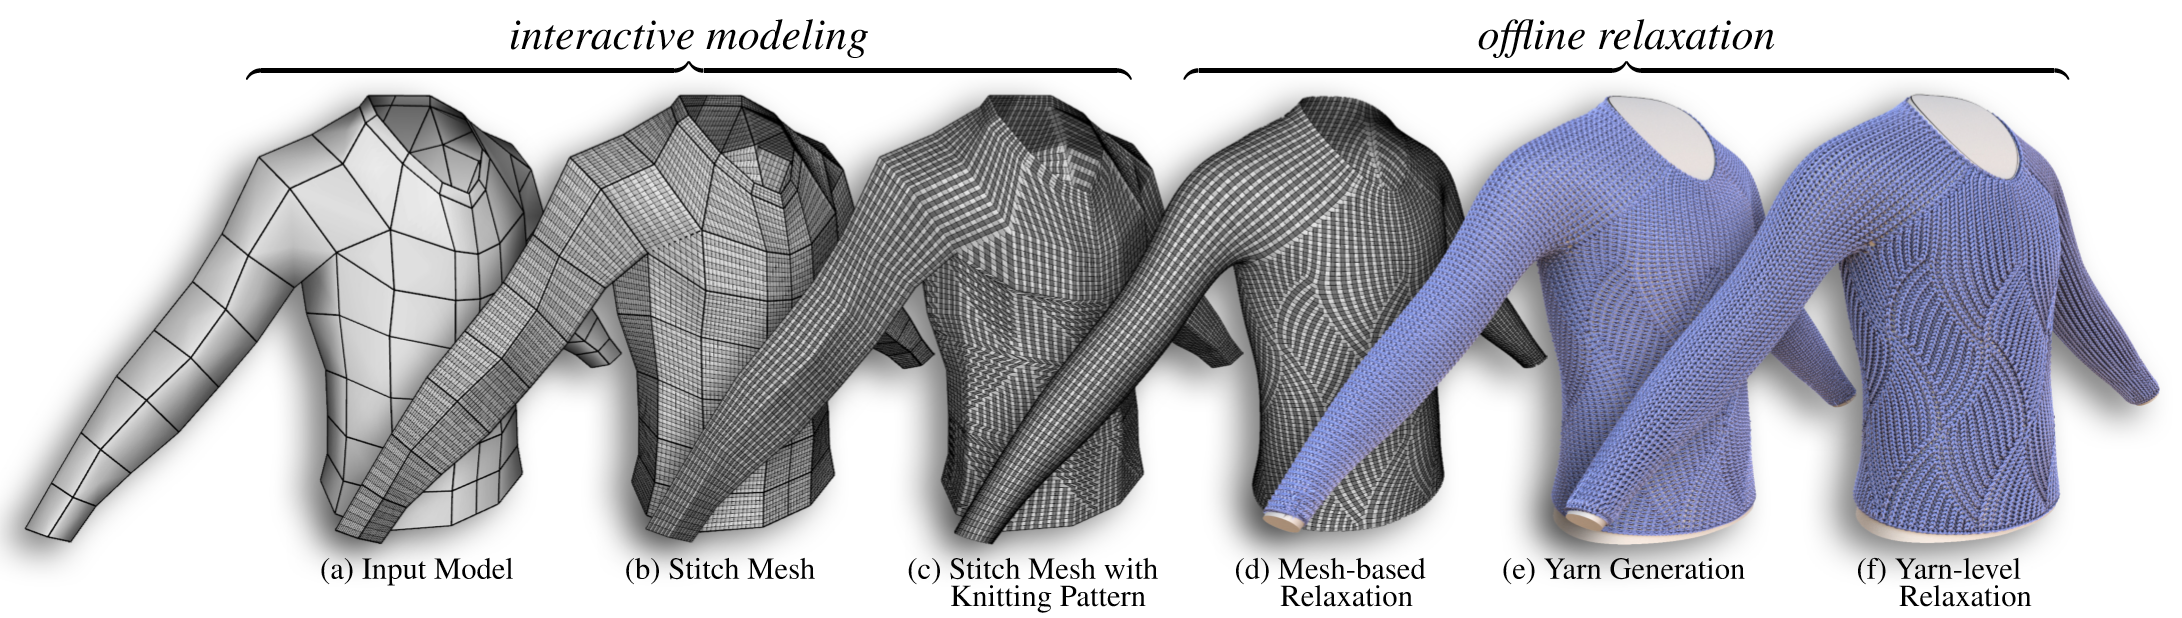 interactive modeling
offline relaxation
(a) Input Model
(b) Stitch Mesh
(c) Stitch Mesh with
Knitting Pattern
(d) Mesh-based
Relaxation
(e) Yarn Generation
(f) Yarn-level
Relaxation